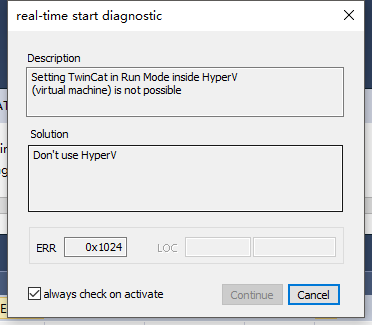 real-time start diagnostic
Description
Setting TwinCat in Run Mode inside HyperV
(virtual machine) is not possible
Solution
Don't use HyperV
ERR 0x1024 LOC
always check on activate Continue Cancel